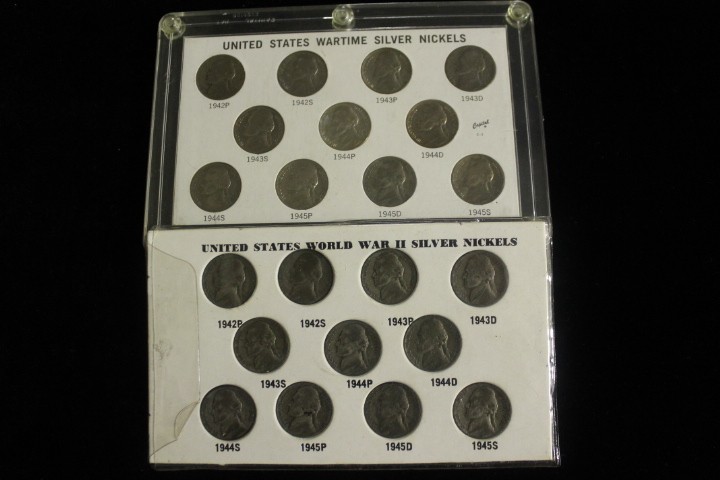 UNITED STATES WARTIME SILVER NICKELS
1942P 1942S 1943P 1943D
1943S 1944P 1944D Capital
1944S 1945P 1945D 1945S
UNITED STATES WORLD WAR II SILVER NICKELS
1942P 1942S 1943P 1943D
1943S 1944P 1944D
1944S 1945P 1945D 1945S